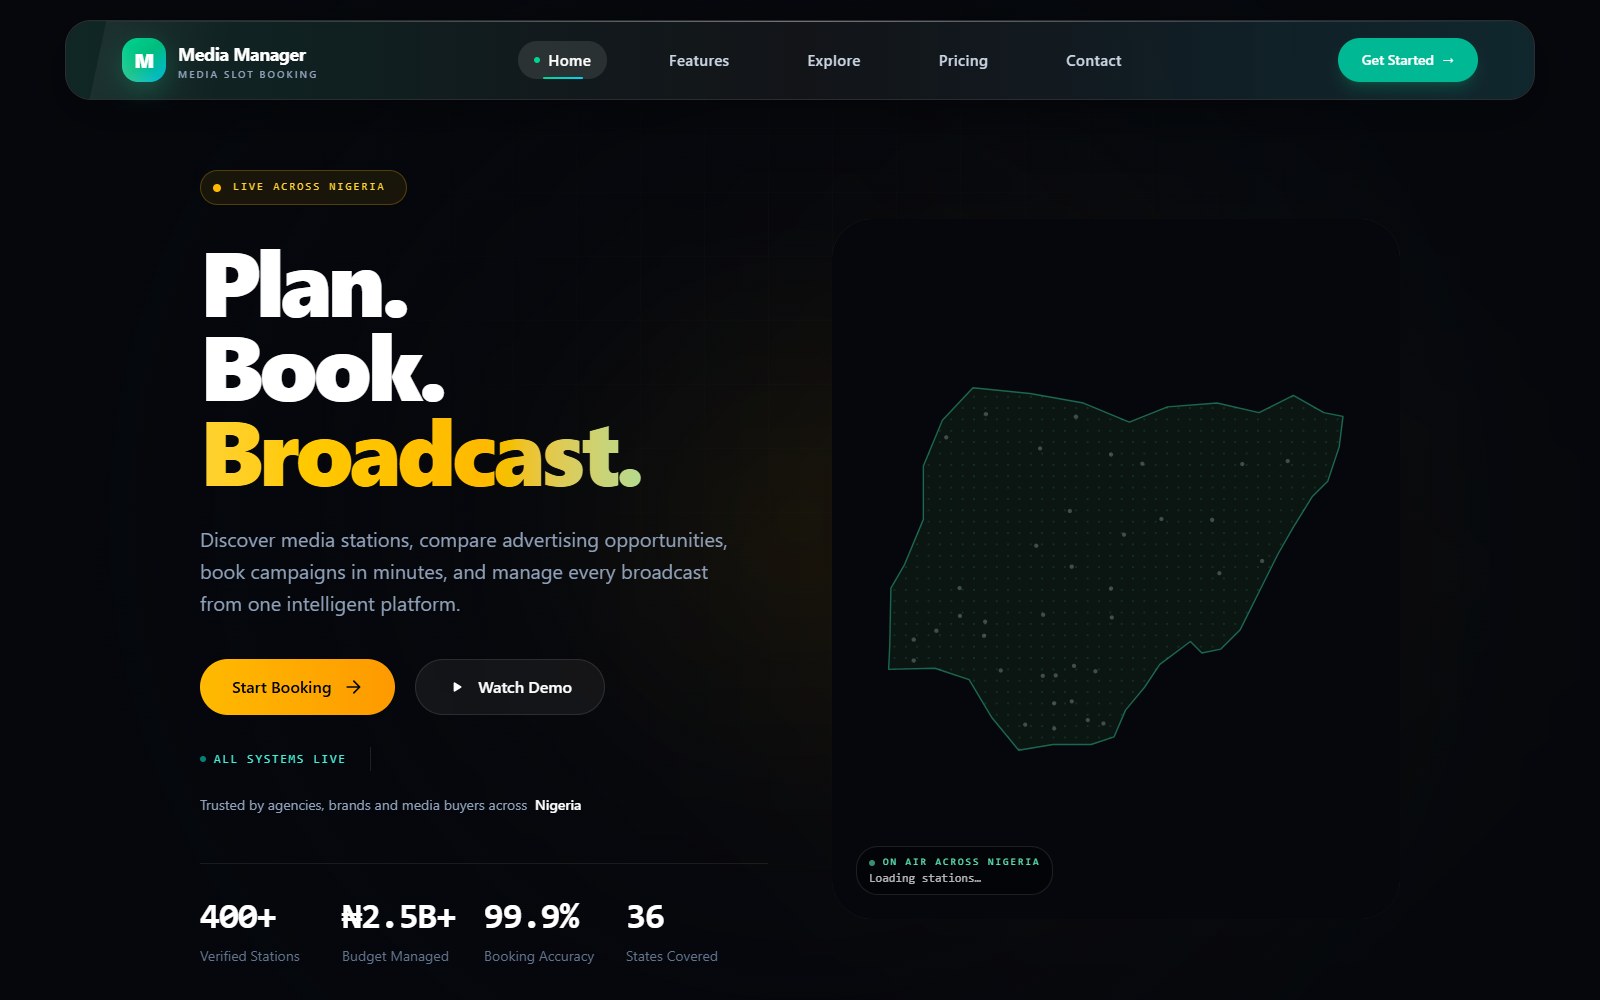 M
Media Manager
MEDIA SLOT BOOKING
Home
Features
Explore
Pricing
Contact
Get Started →
LIVE ACROSS NIGERIA
Plan.
Book.
Broadcast.
Discover media stations, compare advertising opportunities,
book campaigns in minutes, and manage every broadcast
from one intelligent platform.
Start Booking →
Watch Demo
ALL SYSTEMS LIVE
Trusted by agencies, brands and media buyers across Nigeria
400+
Verified Stations
₦2.5B+
Budget Managed
99.9%
Booking Accuracy
36
States Covered
ON AIR ACROSS NIGERIA
Loading stations…